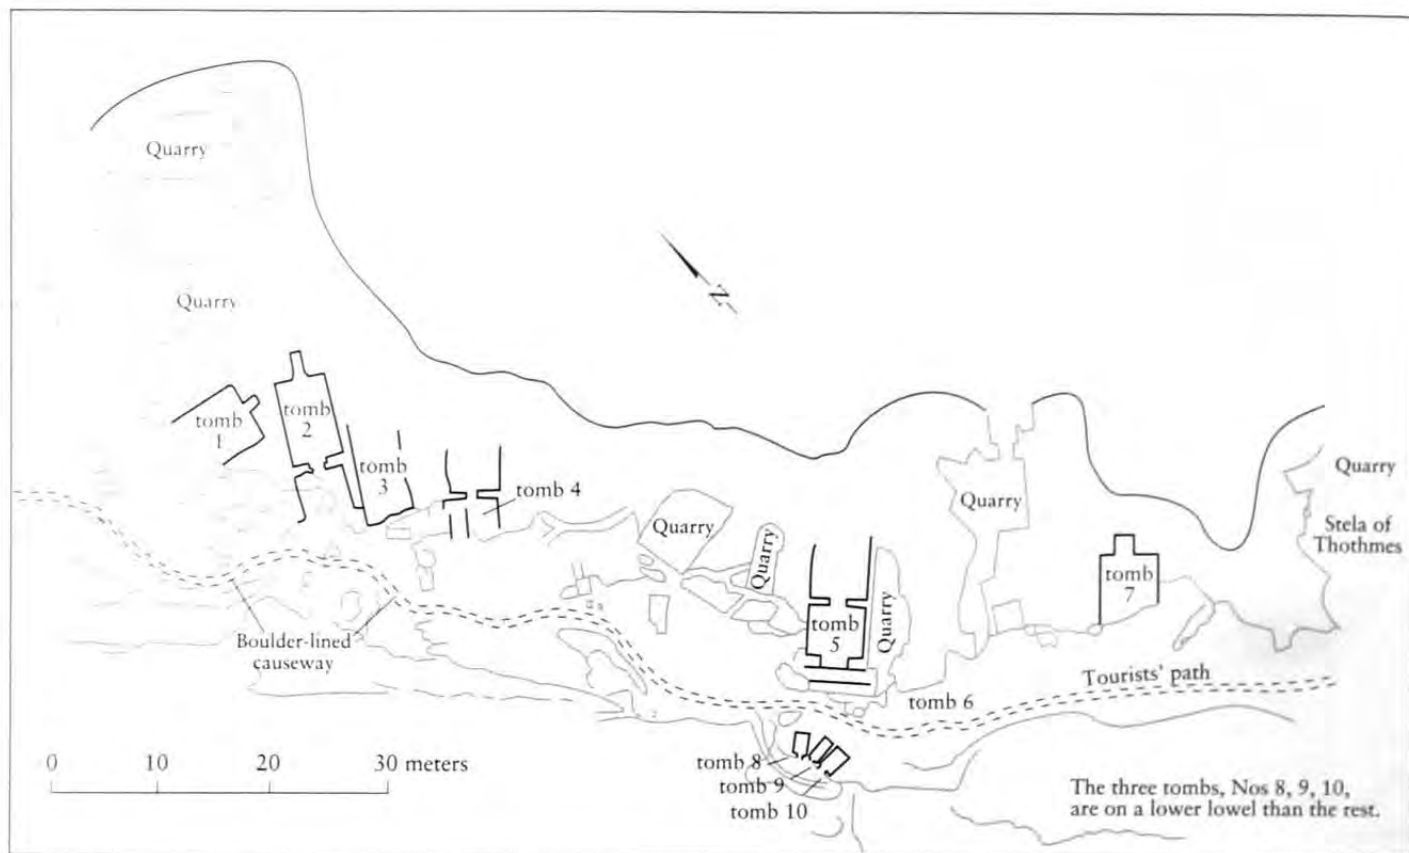 Quarry
Quarry
N
tomb
1
tomb
2
tomb
3
tomb 4
Quarry
Quarry
tomb
5
Quarry
Quarry
tomb 6
tomb
7
Quarry
Stela of
Thothmes
Boulder-lined
causeway
Tourists' path
0 10 20 30 meters
tomb 8
tomb 9
tomb 10
The three tombs, Nos 8, 9, 10,
are on a lower lowel than the rest.